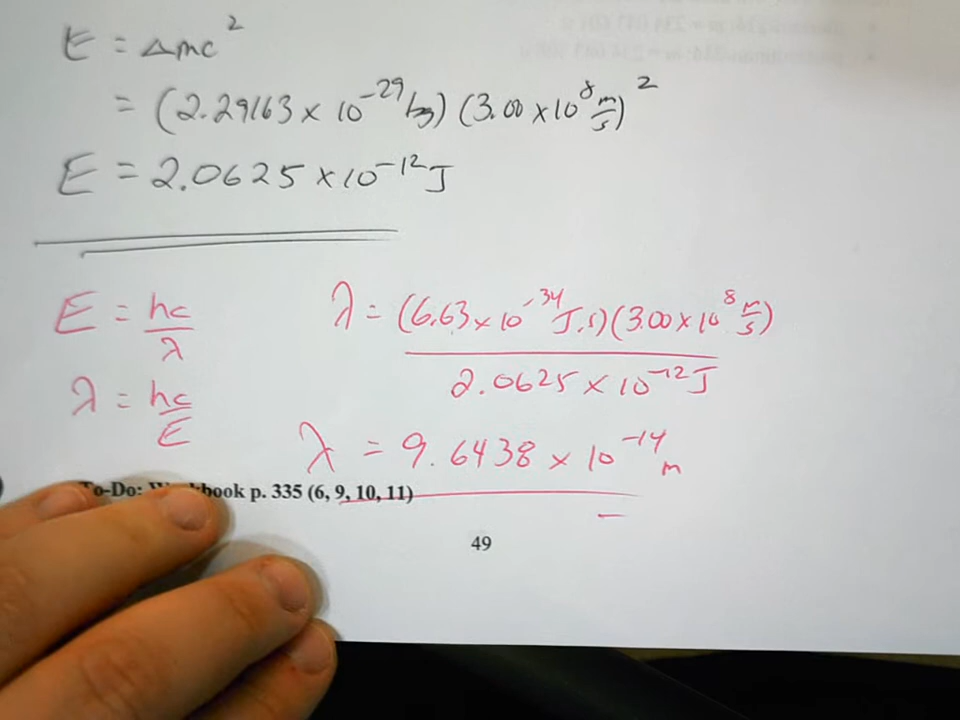 E = Δmc²
= (2.29163 × 10⁻²⁹ kg) (3.00 × 10⁸ m/s)²
E = 2.0625 × 10⁻¹² J
E = hc/λ
λ = (6.63 × 10⁻³⁴ J.s)(3.00 × 10⁸ m/s) / 2.0625 × 10⁻¹² J
λ = hc/E
λ = 9.6438 × 10⁻¹⁴ m
To-Do: book p. 335 (6, 9, 10, 11)
49